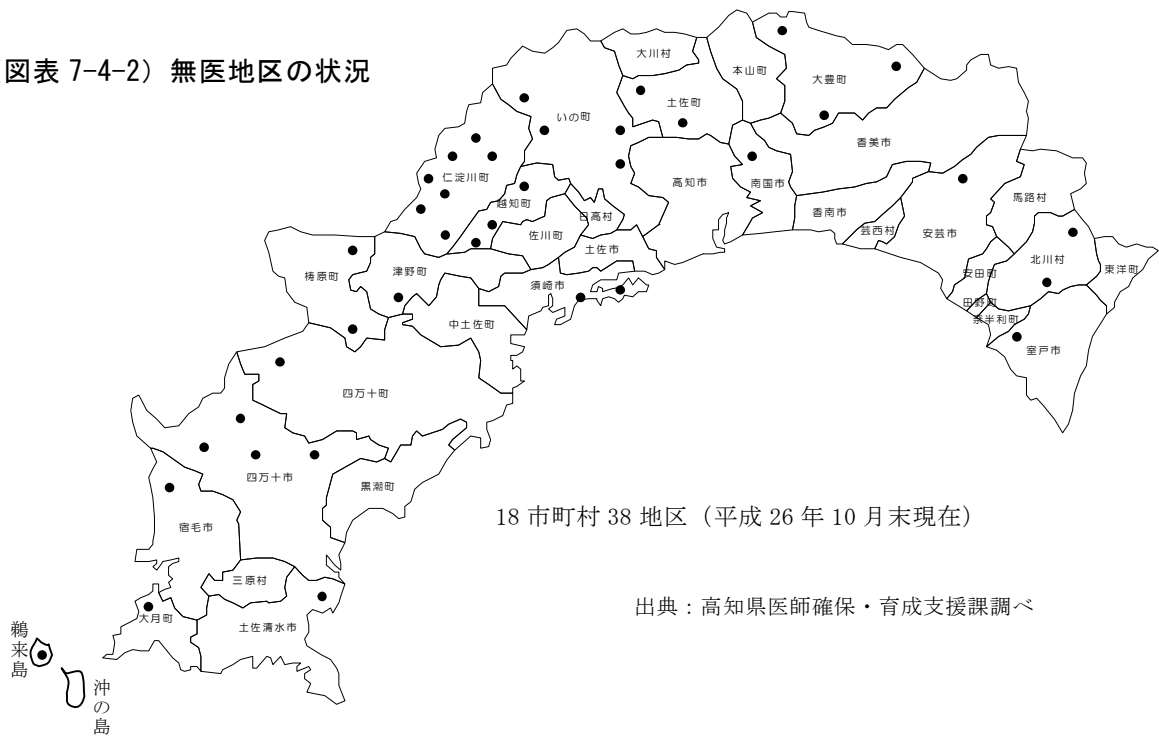 図表 7-4-2）無医地区の状況
大川村
本山町
大豊町
土佐町
いの町
香美市
仁淀川町
高知市
南国市
馬路村
越知町
日高村
香南市
芸西村
安芸市
佐川町
土佐市
北川村
東洋町
安田町
梼原町
津野町
須崎市
田野町
奈半利町
中土佐町
室戸市
四万十町
四万十市
黒潮町
18 市町村 38 地区（平成 26 年 10 月末現在）
宿毛市
三原村
出典：高知県医師確保・育成支援課調べ
大月町
土佐清水市
鵜来島
沖の島